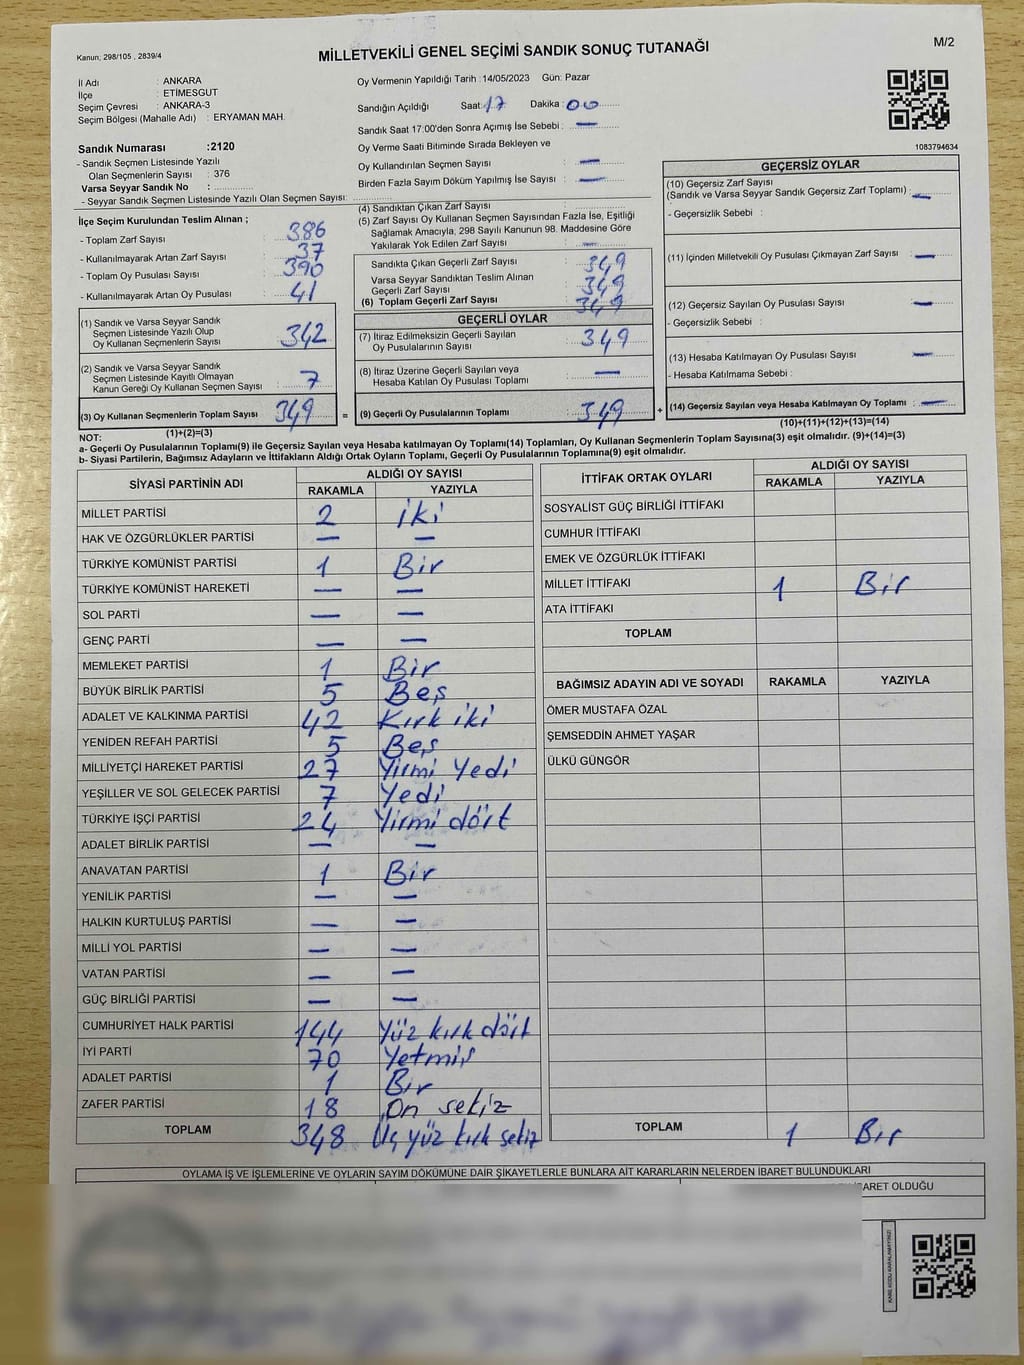 Kanun; 298/105 , 2839/4
MİLLETVEKİLİ GENEL SEÇİMİ SANDIK SONUÇ TUTANAĞI
M/2
İl Adı : ANKARA
İlçe : ETİMESGUT
Seçim Çevresi : ANKARA-3
Seçim Bölgesi (Mahalle Adı) : ERYAMAN MAH.
Oy Vermenin Yapıldığı Tarih : 14/05/2023 Gün: Pazar
Sandığın Açıldığı Saat : 17 Dakika : 00
Sandık Saat 17:00'den Sonra Açımış İse Sebebi : —
Oy Verme Saati Bitiminde Sırada Bekleyen ve
Oy Kullandırılan Seçmen Sayısı : —
Birden Fazla Sayım Döküm Yapılmış İSe Sayısı : —
1083794634
Sandık Numarası :2120
- Sandık Seçmen Listesinde Yazılı
Olan Seçmenlerin Sayısı : 376
Varsa Seyyar Sandık No :
- Seyyar Sandık Seçmen Listesinde Yazılı Olan Seçmen Sayısı:
İlçe Seçim Kurulundan Teslim Alınan ;
- Toplam Zarf Sayısı : 386
- Kullanılmayarak Artan Zarf Sayısı : 37
- Toplam Oy Pusulası Sayısı : 390
- Kullanılmayarak Artan Oy Pusulası : 41
(1) Sandık ve Varsa Seyyar Sandık
Seçmen Listesinde Yazılı Olup
Oy Kullanan Seçmenlerin Sayısı : 342
(2) Sandık ve Varsa Seyyar Sandık
Seçmen Listesinde Kayıtlı Olmayan
Kanun Gereği Oy Kullanan Seçmen Sayısı : 7
(3) Oy Kullanan Seçmenlerin Toplam Sayısı : 349 =
(1)+(2)=(3)
(4) Sandıktan Çıkan Zarf Sayısı :
(5) Zarf Sayısı Oy Kullanan Seçmen Sayısından Fazla İse, Eşitliği
Sağlamak Amacıyla, 298 Sayılı Kanunun 98. Maddesine Göre
Yakılarak Yok Edilen Zarf Sayısı : —
Sandıkta Çıkan Geçerli Zarf Sayısı : 349
Varsa Seyyar Sandıktan Teslim Alınan
Geçerli Zarf Sayısı : 349
(6) Toplam Geçerli Zarf Sayısı : 349
GEÇERLİ OYLAR
(7) İtiraz Edilmeksizin Geçerli Sayılan
Oy Pusulalarının Sayısı : 349
(8) İtiraz Üzerine Geçerli Sayılan veya
Hesaba Katılan Oy Pusulası Toplamı : —
(9) Geçerli Oy Pusulalarının Toplamı : 349 +
GEÇERSİZ OYLAR
(10) Geçersiz Zarf Sayısı
(Sandık ve Varsa Seyyar Sandık Geçersiz Zarf Toplamı) : —
- Geçersizlik Sebebi :
(11) İçinden Milletvekili Oy Pusulası Çıkmayan Zarf Sayısı : —
(12) Geçersiz Sayılan Oy Pusulası Sayısı : —
- Geçersizlik Sebebi :
(13) Hesaba Katılmayan Oy Pusulası Sayısı : —
- Hesaba Katılmama Sebebi :
(14) Geçersiz Sayılan veya Hesaba Katılmayan Oy Toplamı : —
(10)+(11)+(12)+(13)=(14)
NOT:
a- Geçerli Oy Pusulalarının Toplamı(9) ile Geçersiz Sayılan veya Hesaba katılmayan Oy Toplamı(14) Toplamları, Oy Kullanan Seçmenlerin Toplam Sayısına(3) eşit olmalıdır. (9)+(14)=(3)
b- Siyasi Partilerin, Bağımsız Adayların ve İttifakların Aldığı Ortak Oyların Toplamı, Geçerli Oy Pusulalarının Toplamına(9) eşit olmalıdır.
SİYASİ PARTİNİN ADI ALDIĞI OY SAYISI
RAKAMLA YAZIYLA
MİLLET PARTİSİ 2 iki
HAK VE ÖZGÜRLÜKLER PARTİSİ — —
TÜRKİYE KOMÜNİST PARTİSİ 1 Bir
TÜRKİYE KOMÜNİST HAREKETİ — —
SOL PARTİ — —
GENÇ PARTİ — —
MEMLEKET PARTİSİ 1 Bir
BÜYÜK BİRLİK PARTİSİ 5 Beş
ADALET VE KALKINMA PARTİSİ 42 Kırk iki
YENİDEN REFAH PARTİSİ 5 Beş
MİLLİYETÇİ HAREKET PARTİSİ 27 Yirmi Yedi
YEŞİLLER VE SOL GELECEK PARTİSİ 7 Yedi
TÜRKİYE İŞÇİ PARTİSİ 24 Yirmi dört
ADALET BİRLİK PARTİSİ — —
ANAVATAN PARTİSİ 1 Bir
YENİLİK PARTİSİ — —
HALKIN KURTULUŞ PARTİSİ — —
MİLLİ YOL PARTİSİ — —
VATAN PARTİSİ — —
GÜÇ BİRLİĞİ PARTİSİ — —
CUMHURİYET HALK PARTİSİ 144 Yüz kırk dört
İYİ PARTİ 70 Yetmiş
ADALET PARTİSİ 1 Bir
ZAFER PARTİSİ 18 On sekiz
TOPLAM 348 Üç yüz kırk sekiz
İTTİFAK ORTAK OYLARI ALDIĞI OY SAYISI
RAKAMLA YAZIYLA
SOSYALİST GÜÇ BİRLİĞİ İTTİFAKI
CUMHUR İTTİFAKI
EMEK VE ÖZGÜRLÜK İTTİFAKI
MİLLET İTTİFAKI 1 Bir
ATA İTTİFAKI
TOPLAM
BAĞIMSIZ ADAYIN ADI VE SOYADI RAKAMLA YAZIYLA
ÖMER MUSTAFA ÖZAL
ŞEMSEDDİN AHMET YAŞAR
ÜLKÜ GÜNGÖR
TOPLAM 1 Bir
OYLAMA İŞ VE İŞLEMLERİNE VE OYLARIN SAYIM DÖKÜMÜNE DAİR ŞİKAYETLERLE BUNLARA AİT KARARLARIN NELERDEN İBARET BULUNDUKLARI
İBARET OLDUĞU
KARE KODU KARALAMAYINIZ!